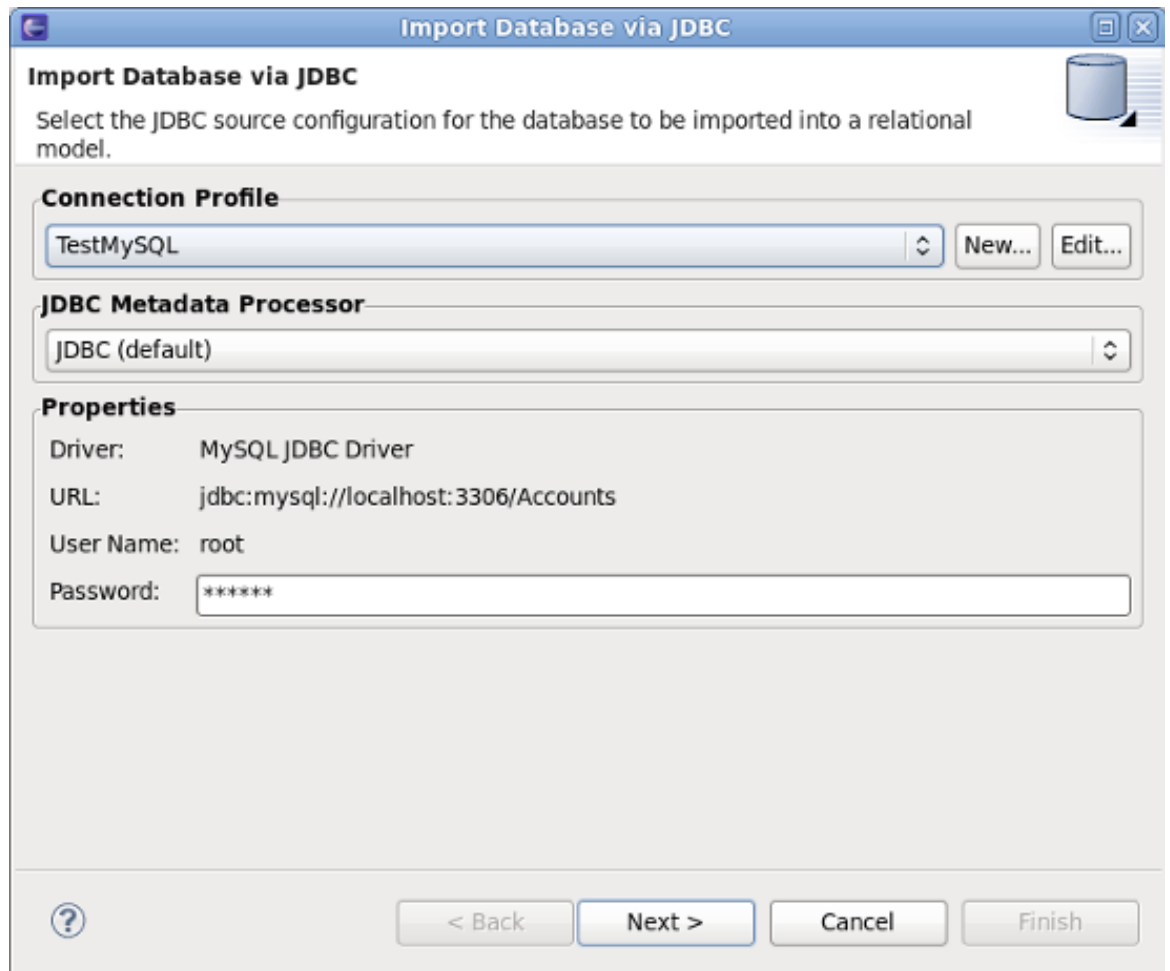 Import Database via JDBC
Import Database via JDBC
Select the JDBC source configuration for the database to be imported into a relational
model.
Connection Profile
TestMySQL New... Edit...
JDBC Metadata Processor
JDBC (default)
Properties
Driver: MySQL JDBC Driver
URL: jdbc:mysql://localhost:3306/Accounts
User Name: root
Password: ******
? < Back Next > Cancel Finish